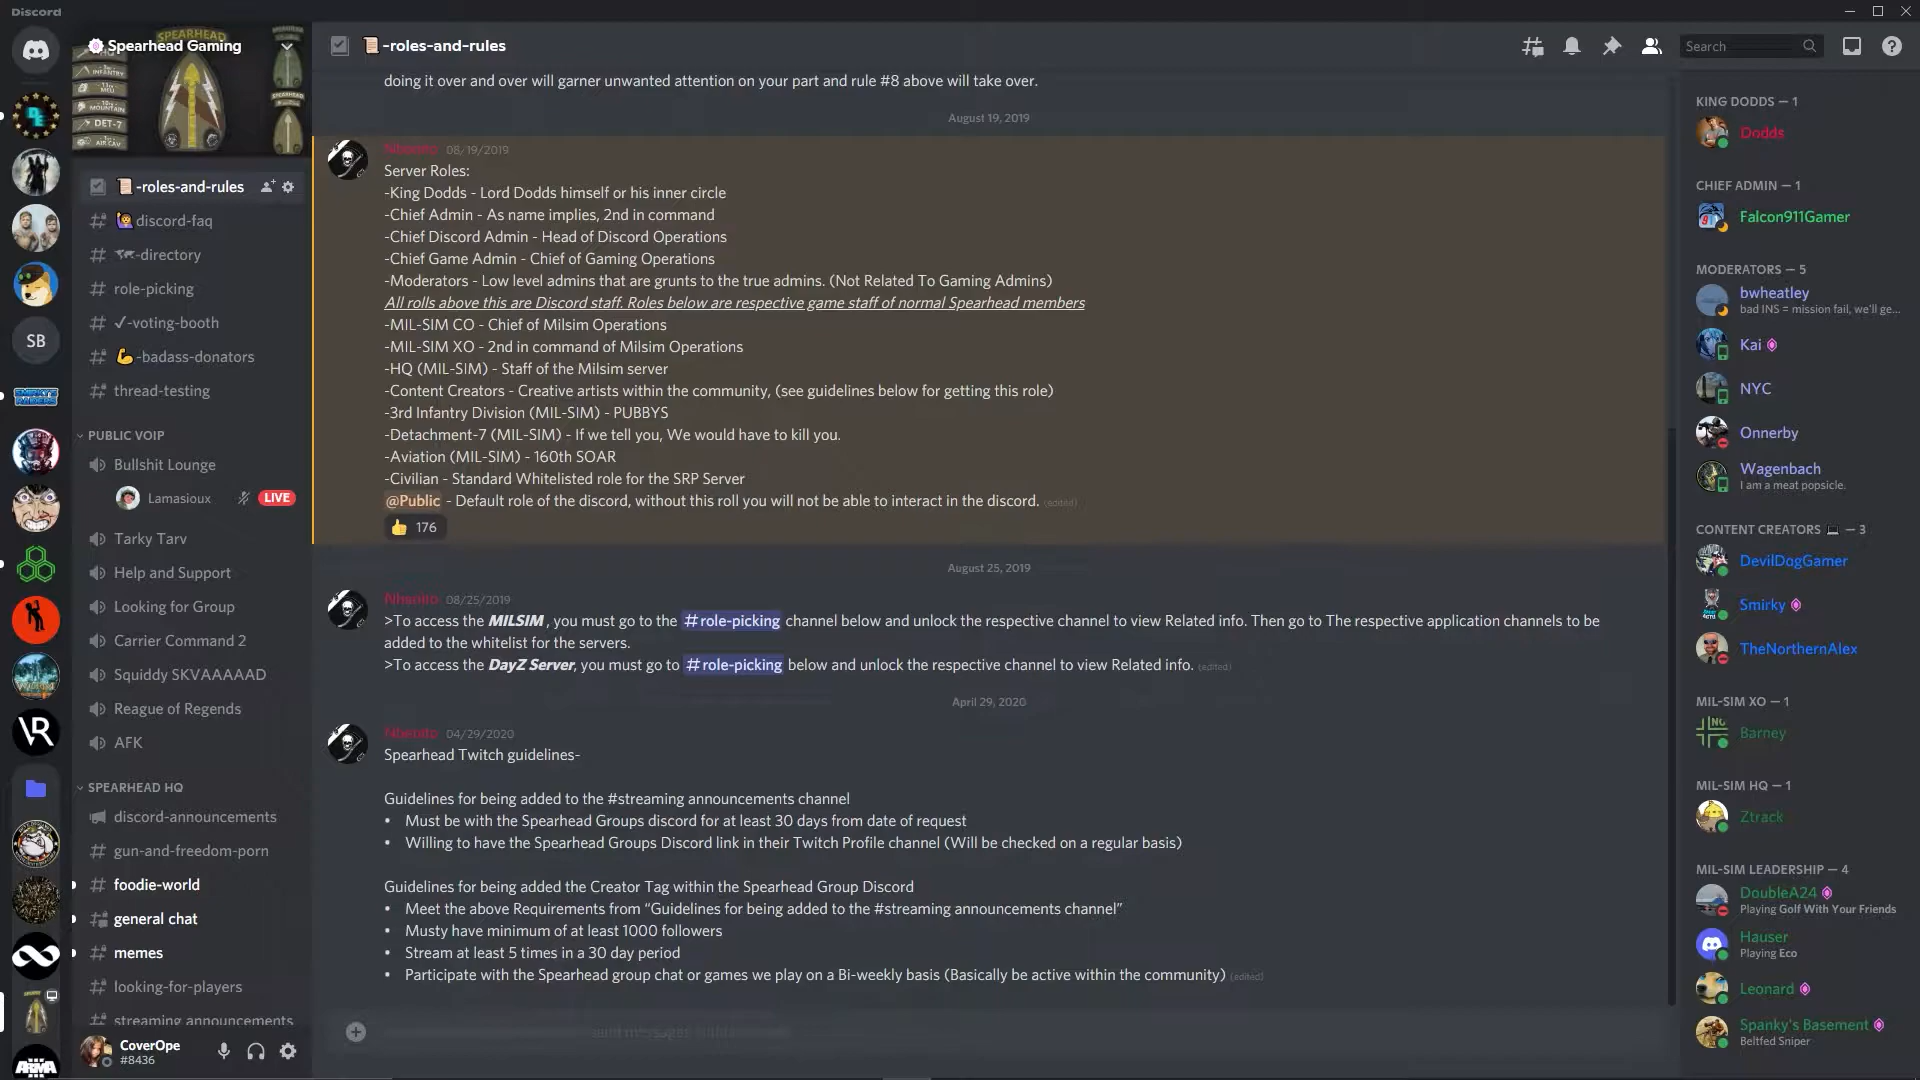 Discord
Spearhead Gaming
SPEARHEAD
INFANTRY
MOUNTAIN
DET-7
AIR CAV
-roles-and-rules
discord-faq
-directory
role-picking
✓-voting-booth
-badass-donators
thread-testing
PUBLIC VOIP
Bullshit Lounge
Lamasioux LIVE
Tarky Tarv
Help and Support
Looking for Group
Carrier Command 2
Squiddy SKVAAAAAD
Reague of Regends
AFK
SPEARHEAD HQ
discord-announcements
gun-and-freedom-porn
foodie-world
general chat
memes
looking-for-players
streaming announcements
CoverOpe
#8436
SB
VR
ARMA
-roles-and-rules
Search
doing it over and over will garner unwanted attention on your part and rule #8 above will take over.
August 19, 2019
08/19/2019
Server Roles:
-King Dodds - Lord Dodds himself or his inner circle
-Chief Admin - As name implies, 2nd in command
-Chief Discord Admin - Head of Discord Operations
-Chief Game Admin - Chief of Gaming Operations
-Moderators - Low level admins that are grunts to the true admins. (Not Related To Gaming Admins)
All rolls above this are Discord staff. Roles below are respective game staff of normal Spearhead members
-MIL-SIM CO - Chief of Milsim Operations
-MIL-SIM XO - 2nd in command of Milsim Operations
-HQ (MIL-SIM) - Staff of the Milsim server
-Content Creators - Creative artists within the community, (see guidelines below for getting this role)
-3rd Infantry Division (MIL-SIM) - PUBBYS
-Detachment-7 (MIL-SIM) - If we tell you, We would have to kill you.
-Aviation (MIL-SIM) - 160th SOAR
-Civilian - Standard Whitelisted role for the SRP Server
@Public - Default role of the discord, without this roll you will not be able to interact in the discord. (edited)
176
August 25, 2019
08/25/2019
>To access the MILSIM , you must go to the #role-picking channel below and unlock the respective channel to view Related info. Then go to The respective application channels to be
added to the whitelist for the servers.
>To access the DayZ Server, you must go to #role-picking below and unlock the respective channel to view Related info. (edited)
April 29, 2020
04/29/2020
Spearhead Twitch guidelines-
Guidelines for being added to the #streaming announcements channel
• Must be with the Spearhead Groups discord for at least 30 days from date of request
• Willing to have the Spearhead Groups Discord link in their Twitch Profile channel (Will be checked on a regular basis)
Guidelines for being added the Creator Tag within the Spearhead Group Discord
• Meet the above Requirements from “Guidelines for being added to the #streaming announcements channel”
• Musty have minimum of at least 1000 followers
• Stream at least 5 times in a 30 day period
• Participate with the Spearhead group chat or games we play on a Bi-weekly basis (Basically be active within the community) (edited)
KING DODDS — 1
Dodds
CHIEF ADMIN — 1
Falcon911Gamer
MODERATORS — 5
bwheatley
bad INS = mission fail, we'll ge...
Kai
NYC
Onnerby
Wagenbach
I am a meat popsicle.
CONTENT CREATORS — 3
DevilDogGamer
Smirky
TheNorthernAlex
MIL-SIM XO — 1
Barney
MIL-SIM HQ — 1
Ztrack
MIL-SIM LEADERSHIP — 4
DoubleA24
Playing Golf With Your Friends
Hauser
Playing Eco
Leonard
Spanky's Basement
Beltfed Sniper